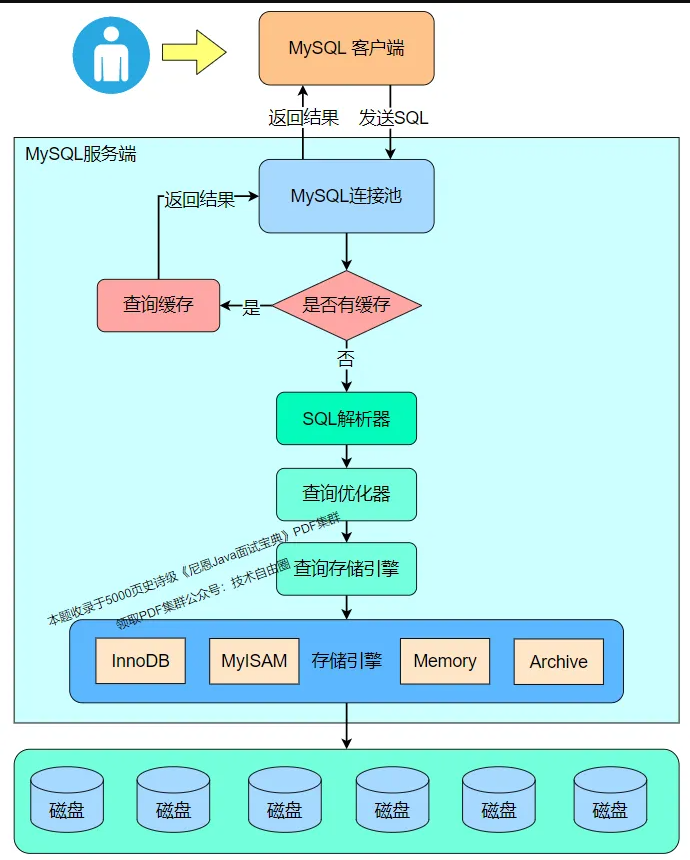 MySQL 客户端
返回结果
发送SQL
MySQL服务端
返回结果
MySQL连接池
查询缓存
是
是否有缓存
否
SQL解析器
查询优化器
本题收录于5000页史诗级《尼恩Java面试宝典》PDF集群
领取PDF集群公众号：技术自由圈
查询存储引擎
InnoDB
MyISAM
存储引擎
Memory
Archive
磁盘
磁盘
磁盘
磁盘
磁盘
磁盘